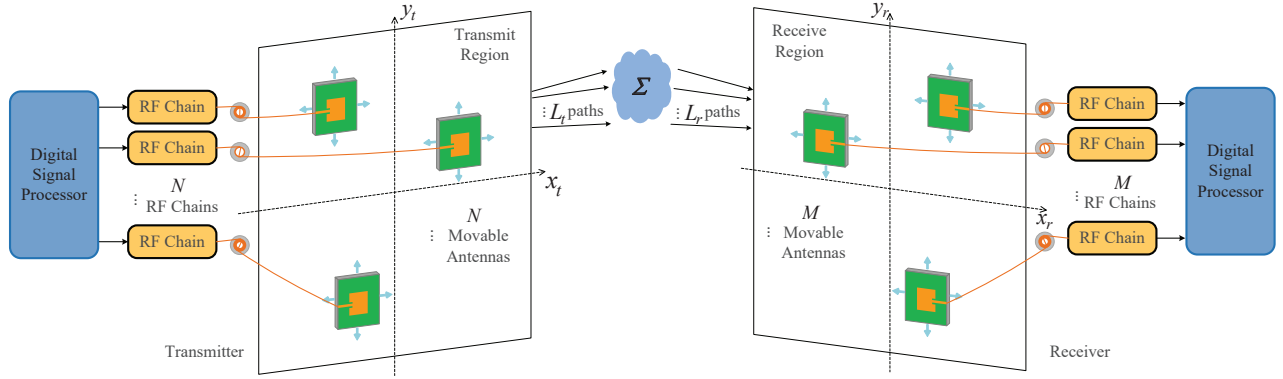 y_t
Transmit
Region
RF Chain
RF Chain
Digital
Signal
Processor
N
⋮ RF Chains
RF Chain
x_t
N
⋮ Movable
Antennas
Transmitter
⋮ L_t paths
Σ
⋮ L_r paths
y_r
Receive
Region
RF Chain
RF Chain
Digital
Signal
Processor
M
⋮ RF Chains
x_r
RF Chain
M
⋮ Movable
Antennas
Receiver